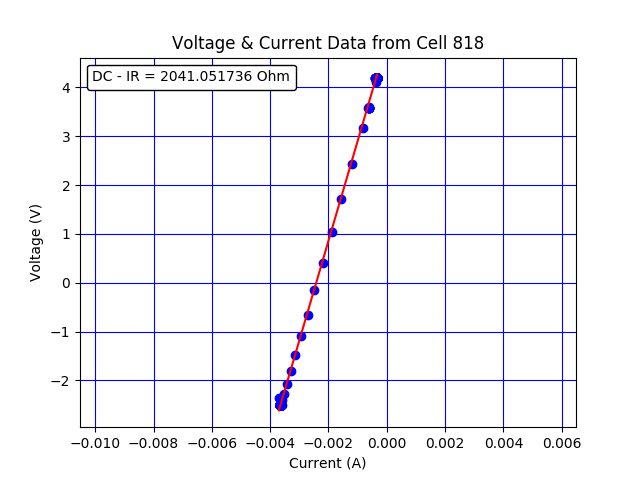 Voltage & Current Data from Cell 818
DC - IR = 2041.051736 Ohm
Voltage (V)
4
3
2
1
0
−1
−2
−0.010 −0.008 −0.006 −0.004 −0.002 0.000 0.002 0.004 0.006
Current (A)